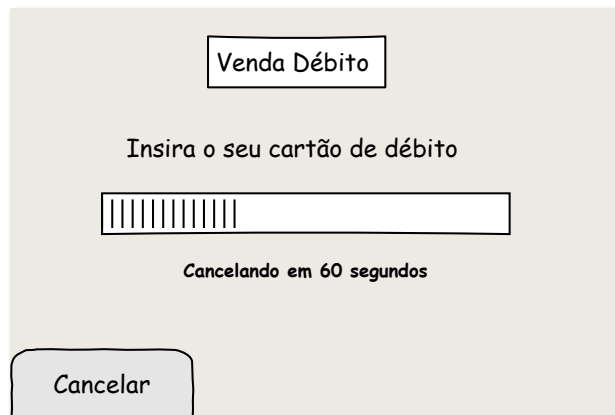 Venda Débito
Insira o seu cartão de débito
Cancelando em 60 segundos
Cancelar